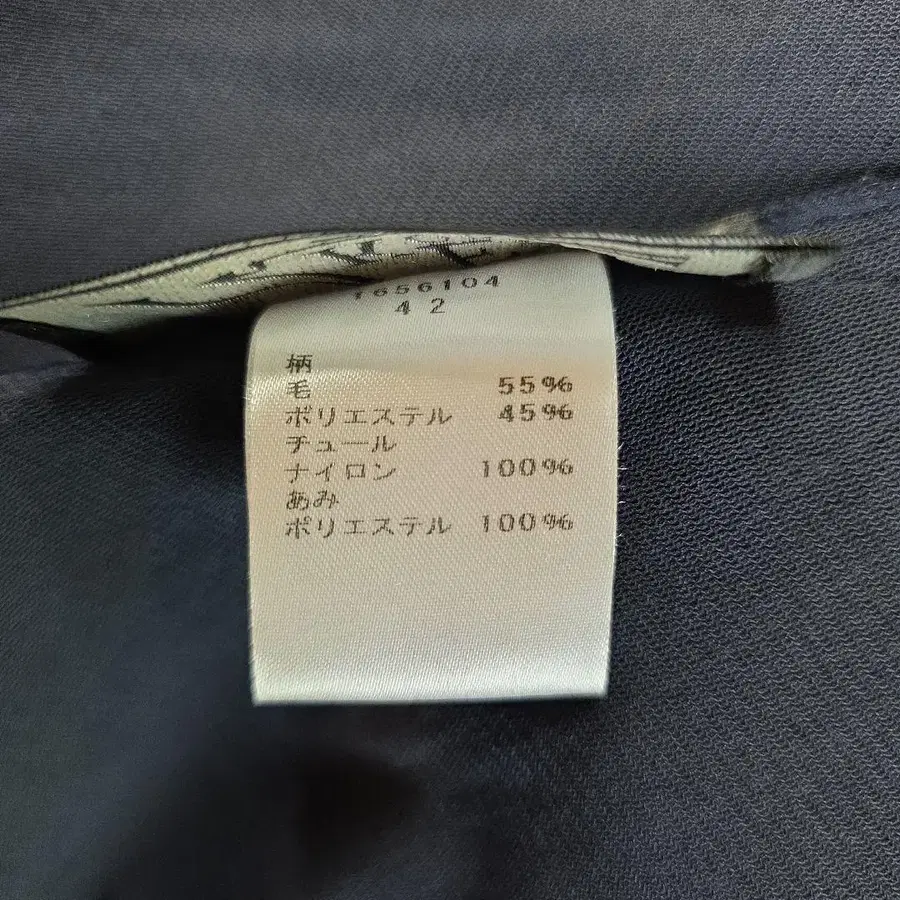 1656104
42
柄
毛 55%
ポリエステル 45%
チュール
ナイロン 100%
あみ
ポリエステル 100%